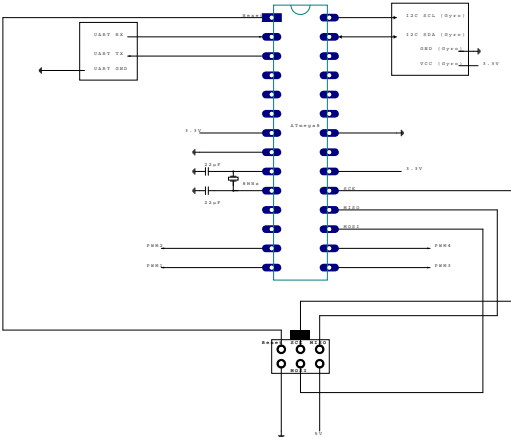 Reset
I2C SCL (Gyro)
UART RX
I2C SDA (Gyro)
GND (Gyro)
UART TX
VCC (Gyro)
3.3V
UART GND
ATmega8
3.3V
22pF
3.3V
8MHz
SCK
22pF
MISO
MOSI
PWM2
PWM4
PWM1
PWM3
Reset SCK MISO
MOSI